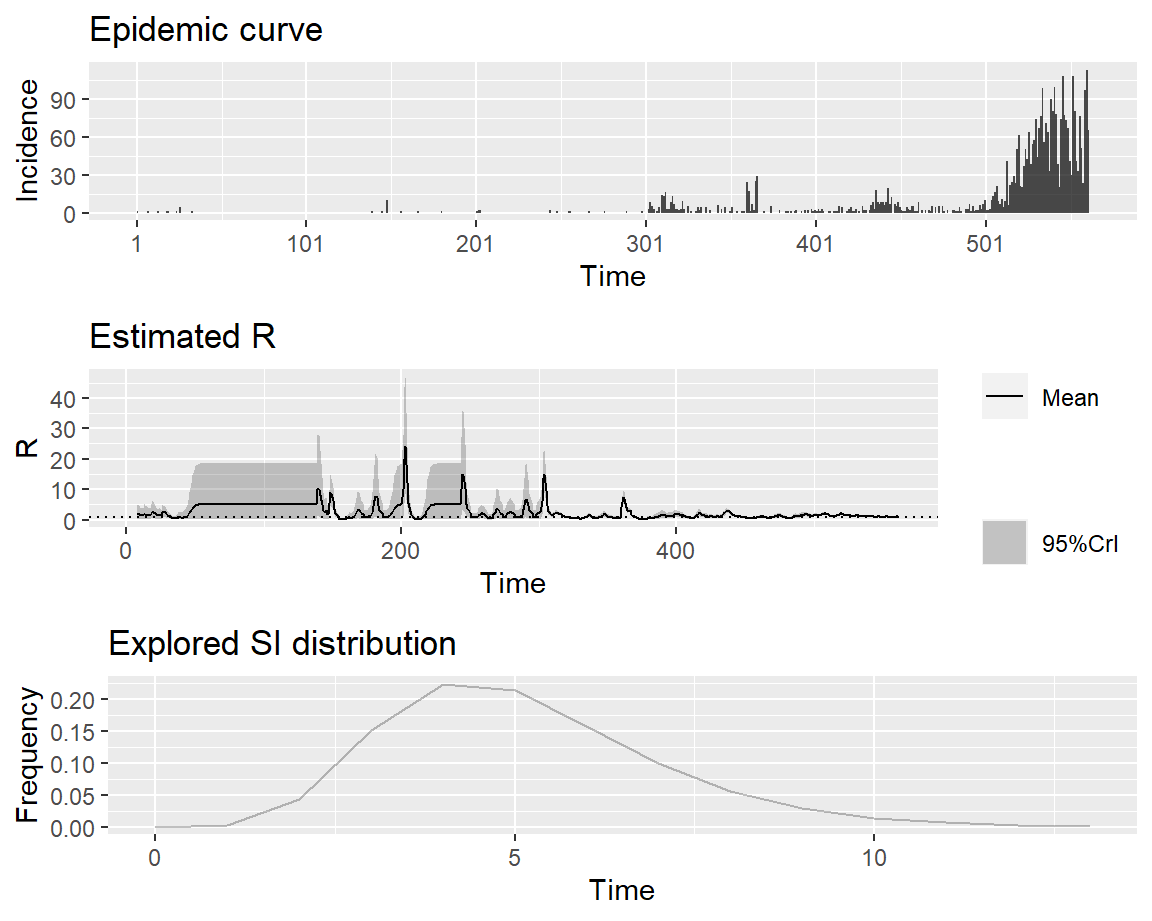 Epidemic curve
Incidence
90
60
30
0
1 101 201 301 401 501
Time
Estimated R
R
40
30
20
10
0
0 200 400
Time
Mean
95%CrI
Explored SI distribution
Frequency
0.20
0.15
0.10
0.05
0.00
0 5 10
Time